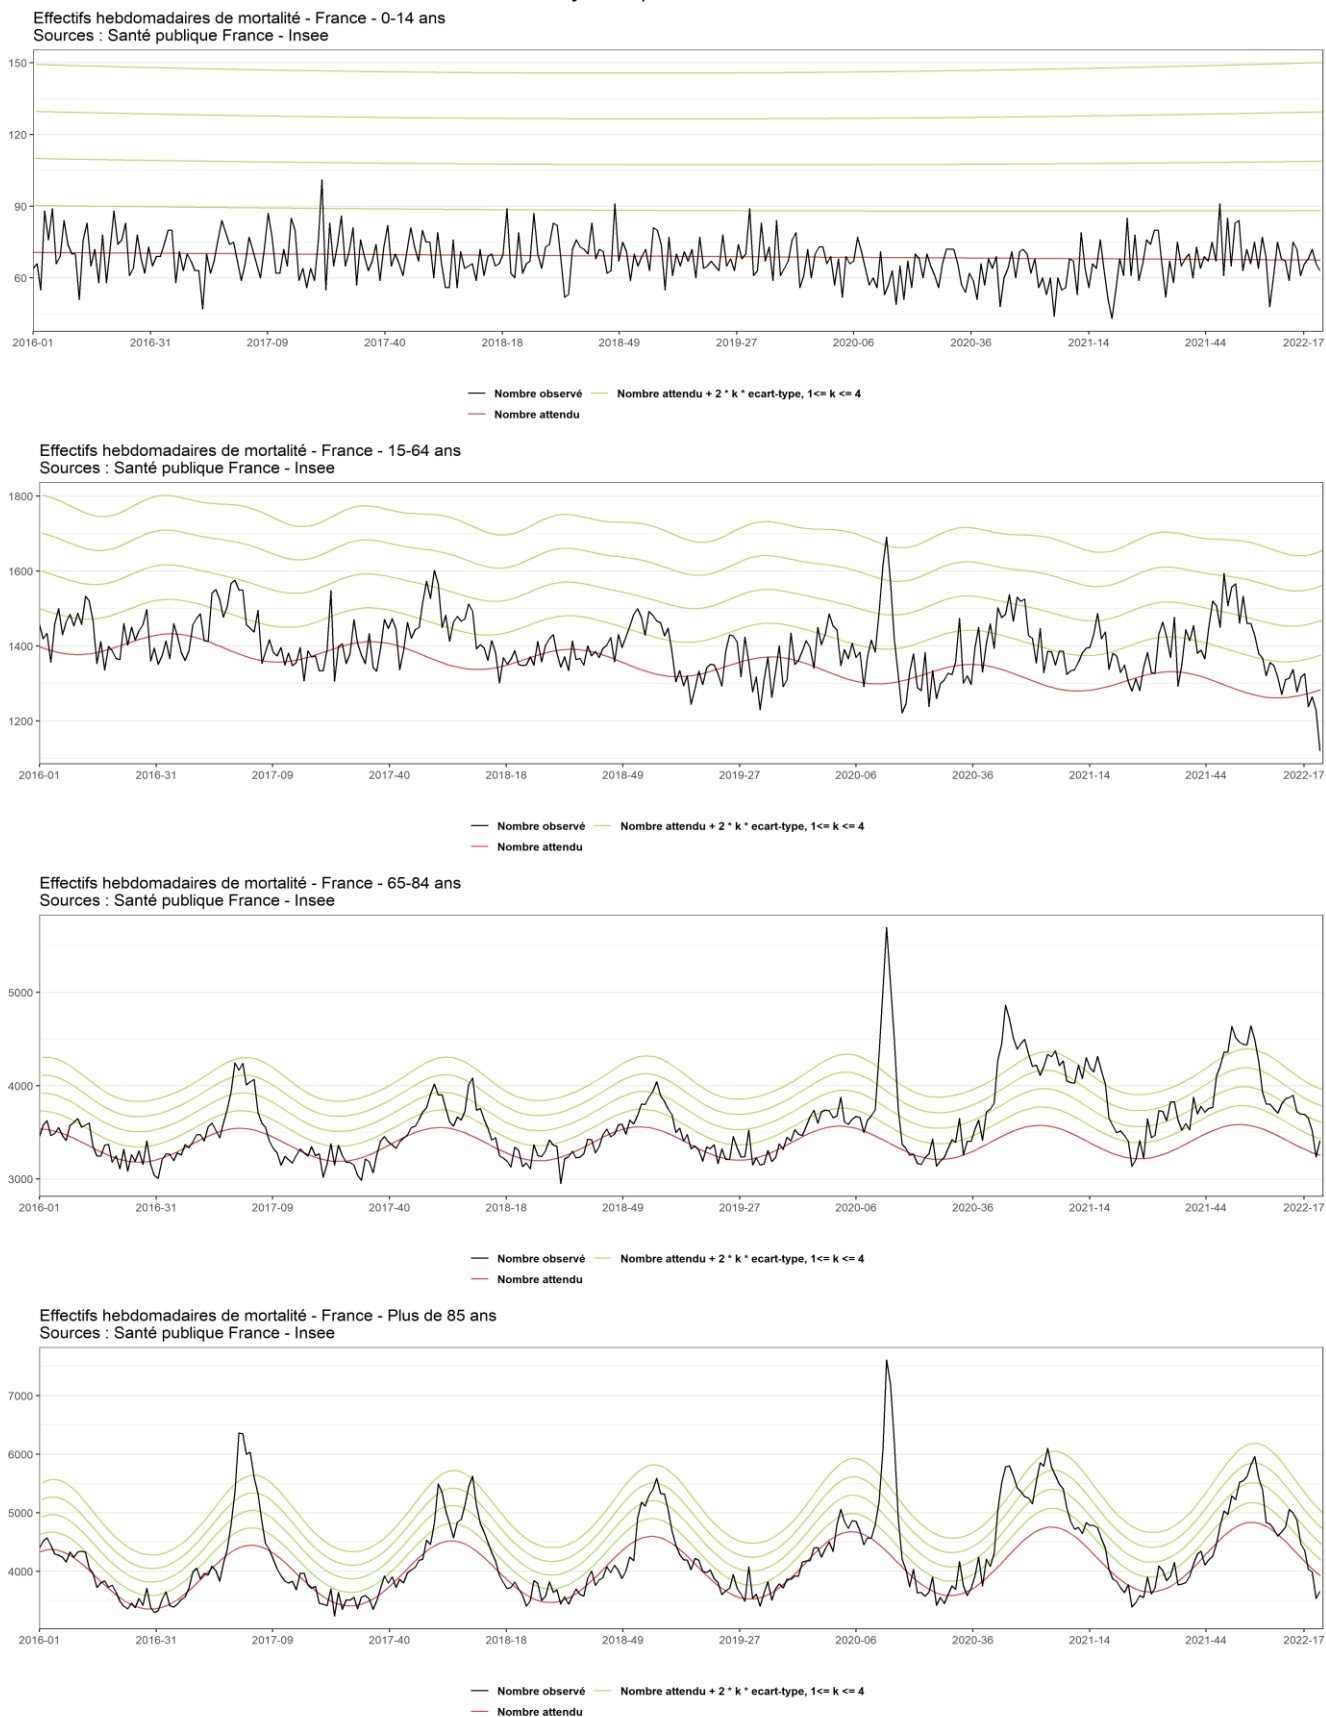 Effectifs hebdomadaires de mortalité - France - 0-14 ans
Sources : Santé publique France - Insee
150
120
90
60
2016-01 2016-31 2017-09 2017-40 2018-18 2018-49 2019-27 2020-06 2020-36 2021-14 2021-44 2022-17
Nombre observé Nombre attendu + 2 * k * ecart-type, 1<= k <= 4
Nombre attendu
Effectifs hebdomadaires de mortalité - France - 15-64 ans
Sources : Santé publique France - Insee
1800
1600
1400
1200
2016-01 2016-31 2017-09 2017-40 2018-18 2018-49 2019-27 2020-06 2020-36 2021-14 2021-44 2022-17
Nombre observé Nombre attendu + 2 * k * ecart-type, 1<= k <= 4
Nombre attendu
Effectifs hebdomadaires de mortalité - France - 65-84 ans
Sources : Santé publique France - Insee
5000
4000
3000
2016-01 2016-31 2017-09 2017-40 2018-18 2018-49 2019-27 2020-06 2020-36 2021-14 2021-44 2022-17
Nombre observé Nombre attendu + 2 * k * ecart-type, 1<= k <= 4
Nombre attendu
Effectifs hebdomadaires de mortalité - France - Plus de 85 ans
Sources : Santé publique France - Insee
7000
6000
5000
4000
2016-01 2016-31 2017-09 2017-40 2018-18 2018-49 2019-27 2020-06 2020-36 2021-14 2021-44 2022-17
Nombre observé Nombre attendu + 2 * k * ecart-type, 1<= k <= 4
Nombre attendu